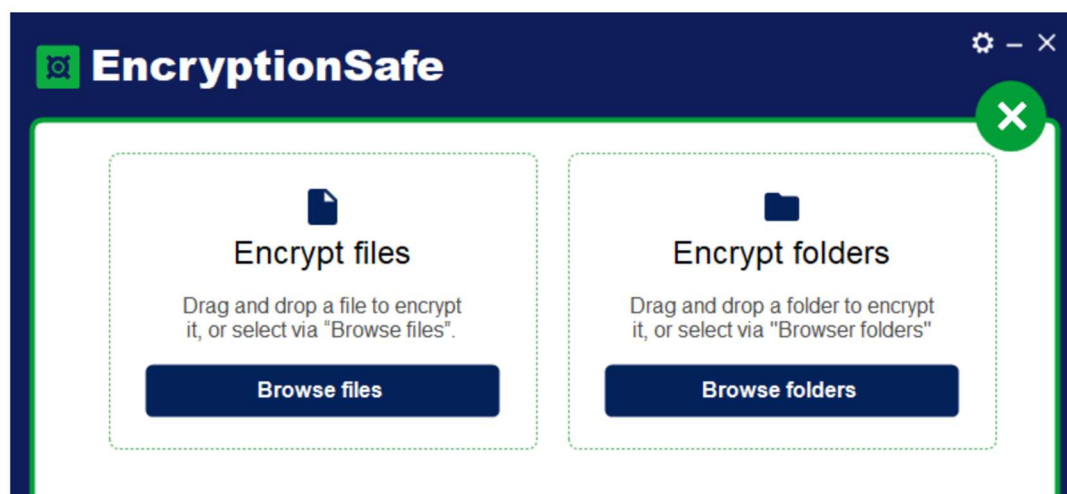 EncryptionSafe
Encrypt files
Drag and drop a file to encrypt
it, or select via “Browse files”.
Browse files
Encrypt folders
Drag and drop a folder to encrypt
it, or select via "Browser folders"
Browse folders